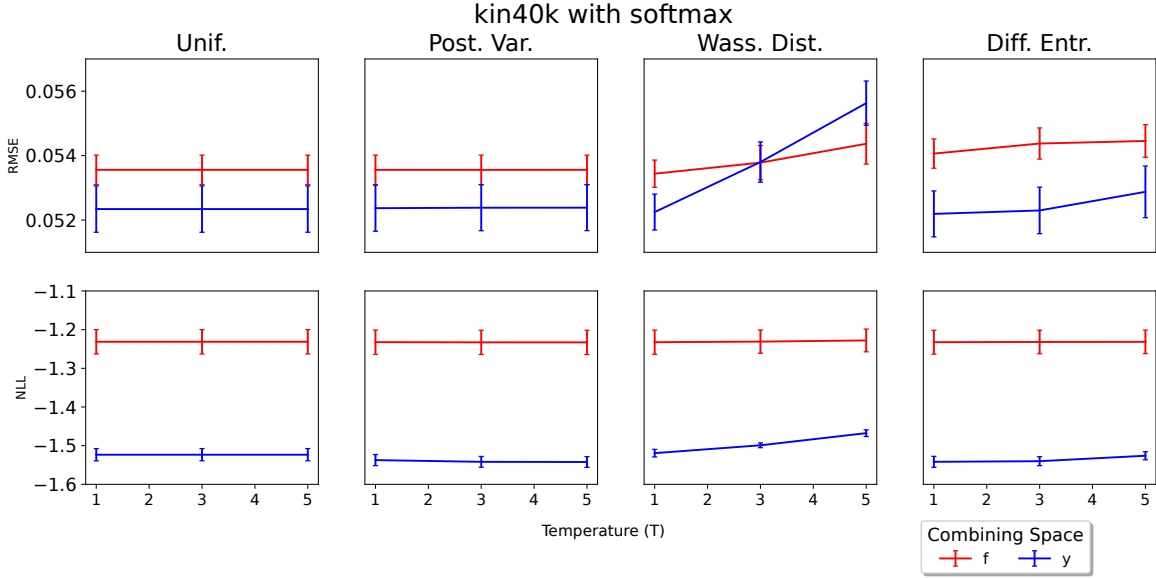 kin40k with softmax
Unif.
Post. Var.
Wass. Dist.
Diff. Entr.
RMSE
0.056
0.054
0.052
NLL
−1.1
−1.2
−1.3
−1.4
−1.5
−1.6
1 2 3 4 5
1 2 3 4 5
1 2 3 4 5
1 2 3 4 5
Temperature (T)
Combining Space
f y